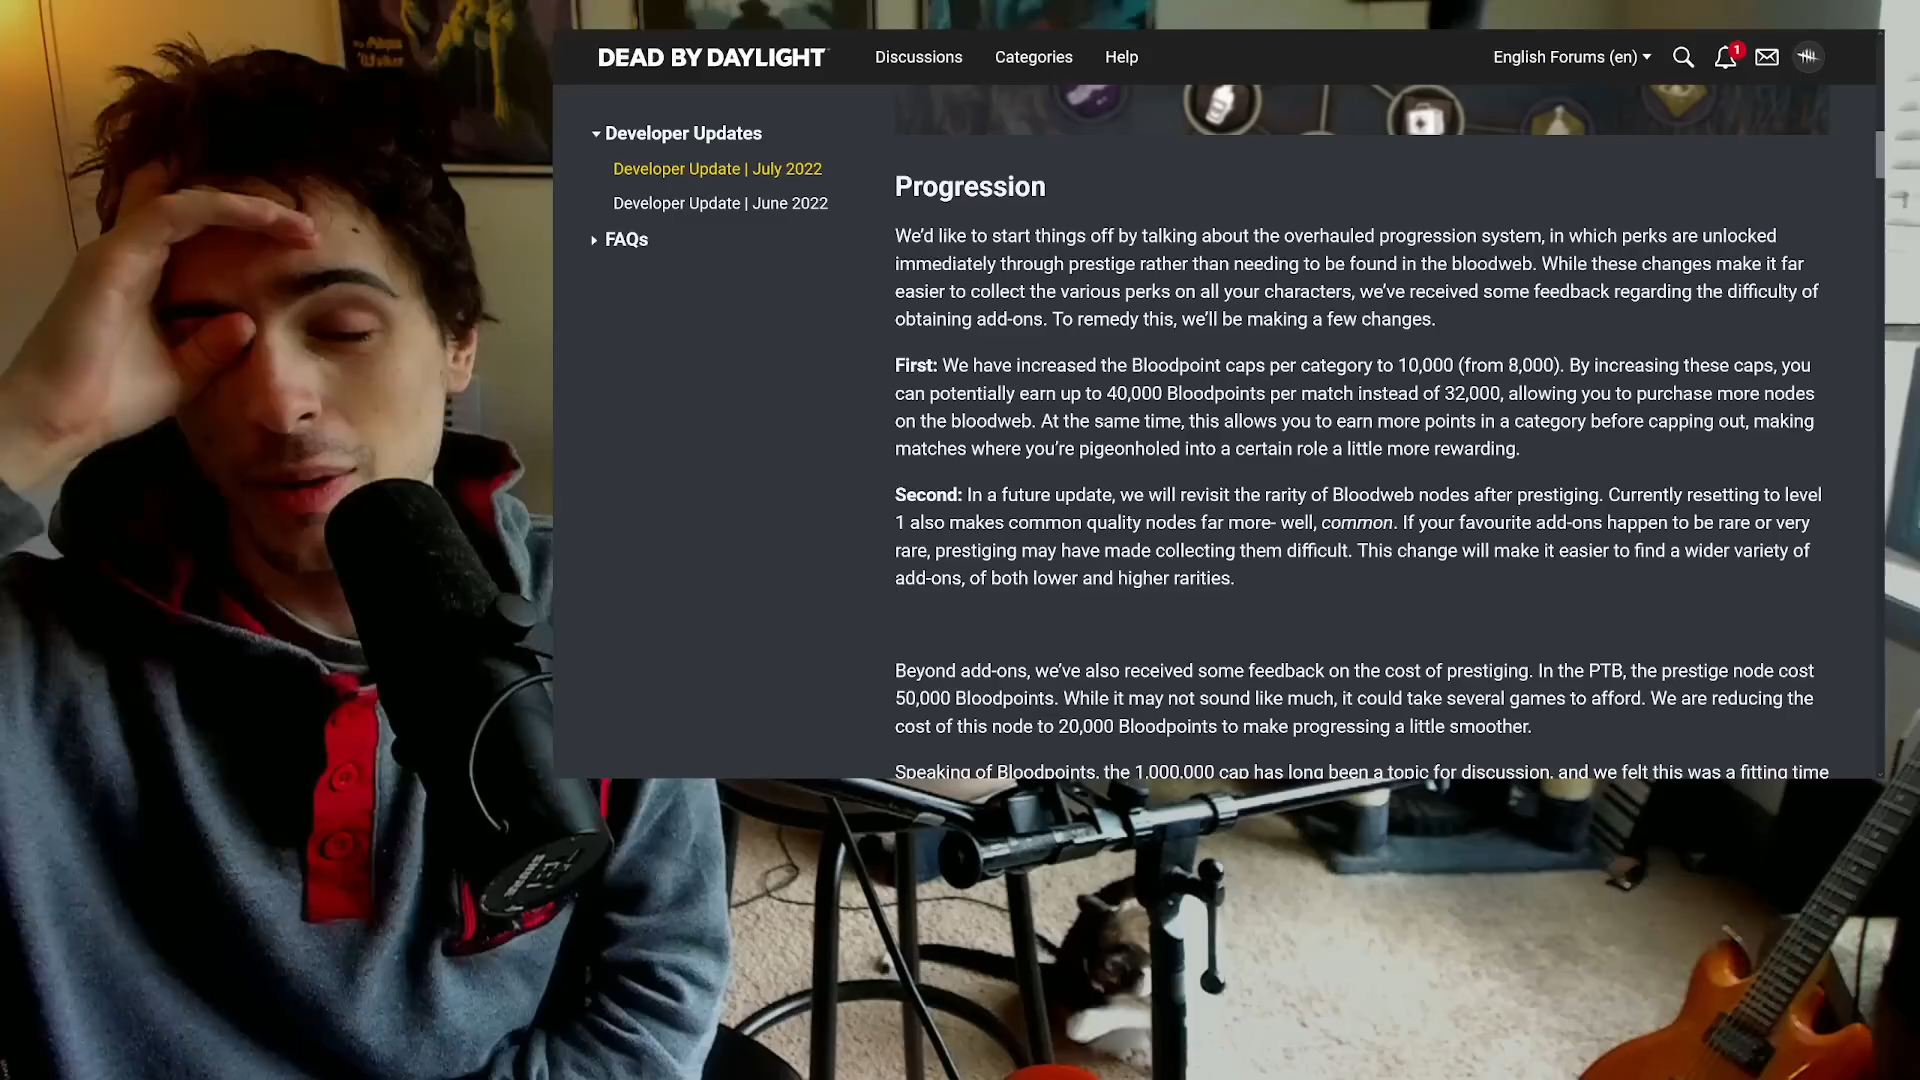 DEAD BY DAYLIGHT
Discussions
Categories
Help
English Forums (en)
1
Developer Updates
Developer Update | July 2022
Developer Update | June 2022
FAQs
Progression
We’d like to start things off by talking about the overhauled progression system, in which perks are unlocked
immediately through prestige rather than needing to be found in the bloodweb. While these changes make it far
easier to collect the various perks on all your characters, we’ve received some feedback regarding the difficulty of
obtaining add-ons. To remedy this, we’ll be making a few changes.
First: We have increased the Bloodpoint caps per category to 10,000 (from 8,000). By increasing these caps, you
can potentially earn up to 40,000 Bloodpoints per match instead of 32,000, allowing you to purchase more nodes
on the bloodweb. At the same time, this allows you to earn more points in a category before capping out, making
matches where you’re pigeonholed into a certain role a little more rewarding.
Second: In a future update, we will revisit the rarity of Bloodweb nodes after prestiging. Currently resetting to level
1 also makes common quality nodes far more- well, common. If your favourite add-ons happen to be rare or very
rare, prestiging may have made collecting them difficult. This change will make it easier to find a wider variety of
add-ons, of both lower and higher rarities.
Beyond add-ons, we’ve also received some feedback on the cost of prestiging. In the PTB, the prestige node cost
50,000 Bloodpoints. While it may not sound like much, it could take several games to afford. We are reducing the
cost of this node to 20,000 Bloodpoints to make progressing a little smoother.
Speaking of Bloodpoints, the 1,000,000 cap has long been a topic for discussion, and we felt this was a fitting time